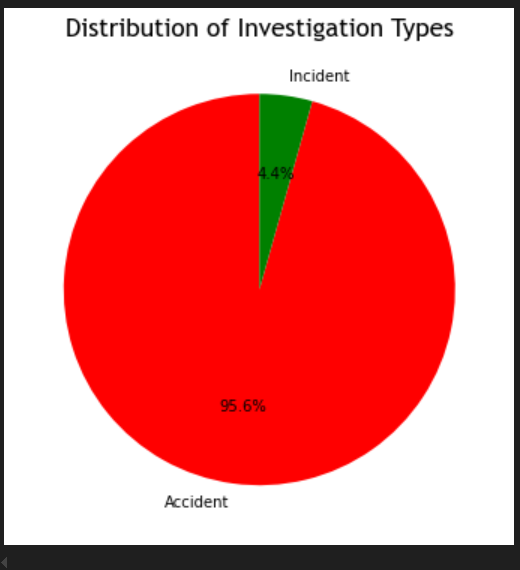 Distribution of Investigation Types
Incident
4.4%
95.6%
Accident